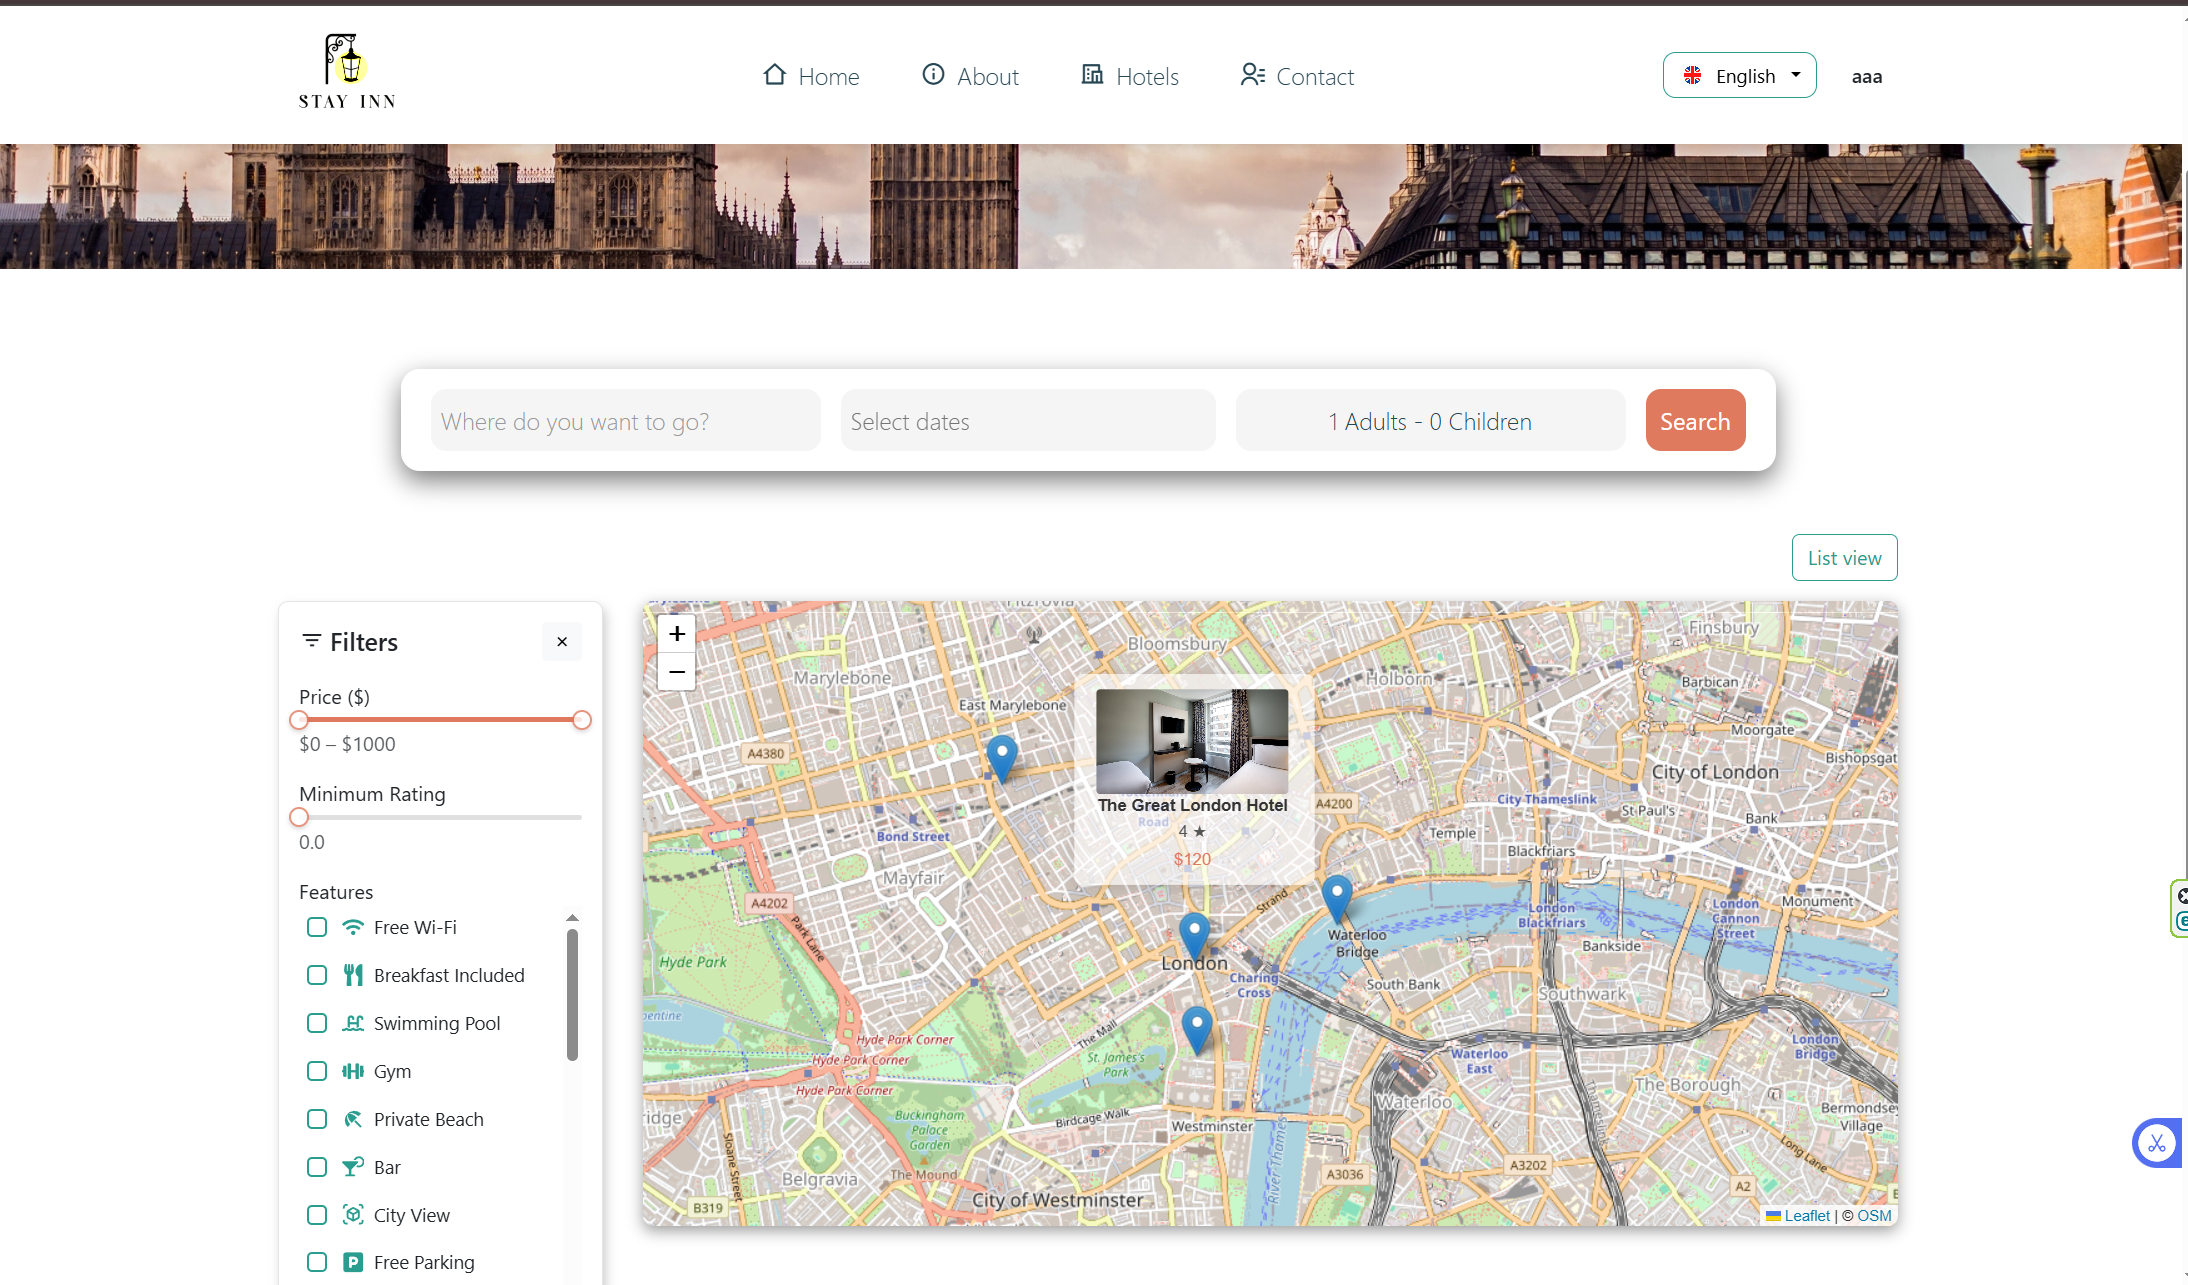 STAY INN
Home
About
Hotels
Contact
English
aaa
Where do you want to go?
Select dates
1 Adults - 0 Children
Search
List view
Filters
×
Price ($)
$0 – $1000
Minimum Rating
0.0
Features
Free Wi-Fi
Breakfast Included
Swimming Pool
Gym
Private Beach
Bar
City View
Free Parking
+
−
Fitzrovia
Bloomsbury
Finsbury
Marylebone
Holborn
Barbican
East Marylebone
Moorgate
A4380
Bishopsgat
City of London
The Great London Hotel
4 ★
$120
Road
A4200
City Thameslink
St Paul's
Bank
Bond Street
Temple
Blackfriars
Mayfair
A4202
Park Lane
Strand
London
Blackfriars
London
Cannon
Street
Monument
Waterloo
Bridge
Bankside
Hyde Park
London
Charing
Cross
South Bank
Southwark
pentine
The Mall
Hyde Park Corner
Hyde Park Corner
Hyde Park Corner
St. James's
Park
Waterloo
East
London
Bridge
The Borough
Waterloo
ridge
Buckingham
Palace
Garden
Birdcage Walk
Westminster
Bermondsey
Village
Thameslink
Long Lane
Sloane Street
The Mound
Belgravia
River Thames
A3036
A3202
A2
City of Westminster
B319
Leaflet | © OSM